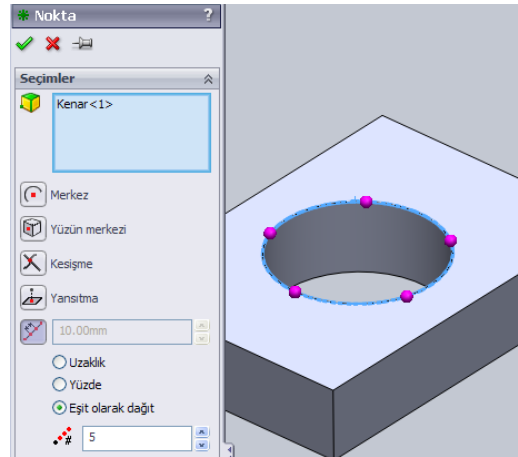 Nokta ?
Seçimler
Kenar<1>
Merkez
Yüzün merkezi
Kesişme
Yansıtma
10.00mm
Uzaklık
Yüzde
Eşit olarak dağıt
# 5